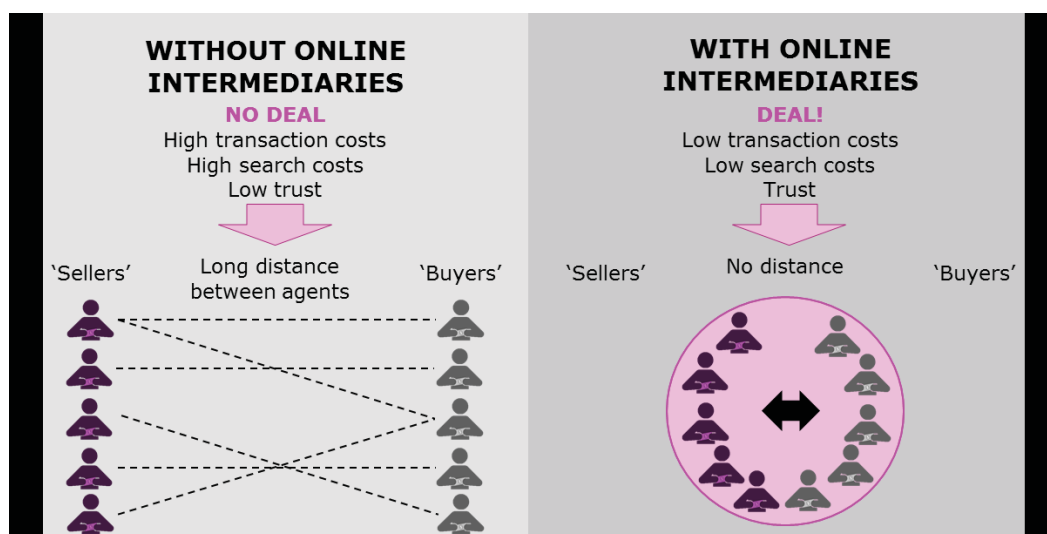 WITHOUT ONLINE
INTERMEDIARIES
NO DEAL
High transaction costs
High search costs
Low trust
‘Sellers’
Long distance
between agents
‘Buyers’
WITH ONLINE
INTERMEDIARIES
DEAL!
Low transaction costs
Low search costs
Trust
‘Sellers’
No distance
‘Buyers’